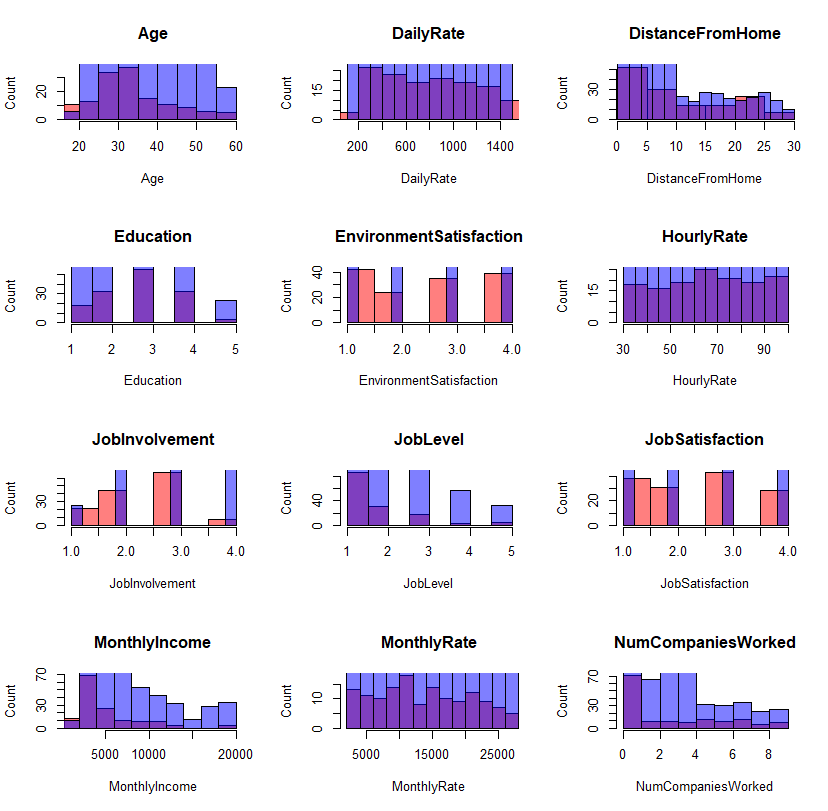 Age
DailyRate
DistanceFromHome
Count
0 20
20 30 40 50 60
Age
Count
0 15
200 600 1000 1400
DailyRate
Count
0 30
0 5 10 15 20 25 30
DistanceFromHome
Education
EnvironmentSatisfaction
HourlyRate
Count
0 30
1 2 3 4 5
Education
Count
0 20 40
1.0 2.0 3.0 4.0
EnvironmentSatisfaction
Count
0 15
30 50 70 90
HourlyRate
JobInvolvement
JobLevel
JobSatisfaction
Count
0 30
1.0 2.0 3.0 4.0
JobInvolvement
Count
0 40
1 2 3 4 5
JobLevel
Count
0 20
1.0 2.0 3.0 4.0
JobSatisfaction
MonthlyIncome
MonthlyRate
NumCompaniesWorked
Count
0 30 70
5000 10000 20000
MonthlyIncome
Count
0 10
5000 15000 25000
MonthlyRate
Count
0 30 70
0 2 4 6 8
NumCompaniesWorked